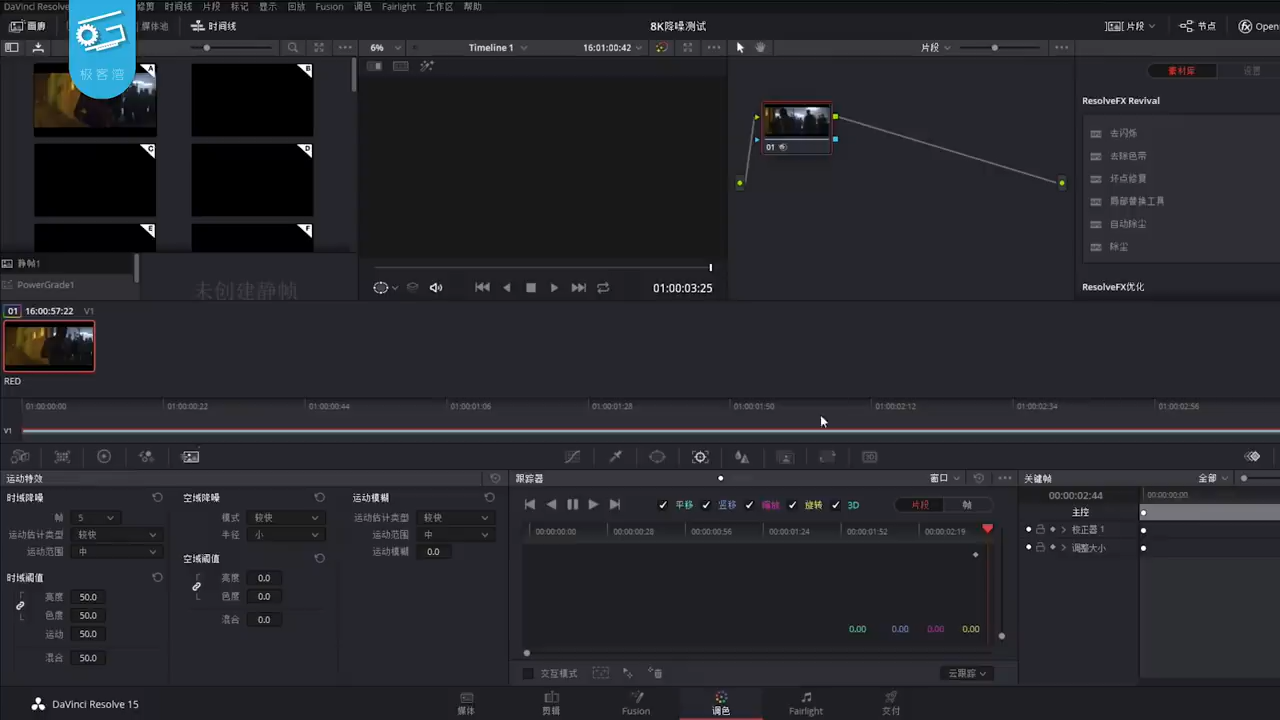 DaVinci Resolve 修剪 时间线 片段 标记 显示 回放 Fusion 调色 Fairlight 工作区 帮助
画廊 媒体池 时间线 8K降噪测试 片段 节点 Open
极客湾
6% Timeline 1 16:01:00:42 片段
素材库 设置
A B
C D
E F
ResolveFX Revival
去闪烁
去除色带
坏点修复
局部替换工具
自动除尘
除尘
ResolveFX优化
01
静帧1
PowerGrade1
未创建静帧
01:00:03:25
01 16:00:57:22 V1
RED
01:00:00:00 01:00:00:22 01:00:00:44 01:00:01:06 01:00:01:28 01:00:01:50 01:00:02:12 01:00:02:34 01:00:02:56
V1
运动特效
时域降噪
帧 5
运动估计类型 较快
运动范围 中
时域阈值
亮度 50.0
色度 50.0
运动 50.0
混合 50.0
空域降噪
模式 较快
半径 小
空域阈值
亮度 0.0
色度 0.0
混合 0.0
运动模糊
运动估计类型 较快
运动范围 中
运动模糊 0.0
跟踪器 窗口
平移 竖移 缩放 旋转 3D 片段 帧
00:00:00:00 00:00:00:28 00:00:00:56 00:00:01:24 00:00:01:52 00:00:02:19
0.00 0.00 0.00 0.00
交互模式 云跟踪
关键帧 全部
00:00:02:44 00:00:00:00
主控
校正器 1
调整大小
DaVinci Resolve 15
媒体 剪辑 Fusion 调色 Fairlight 交付